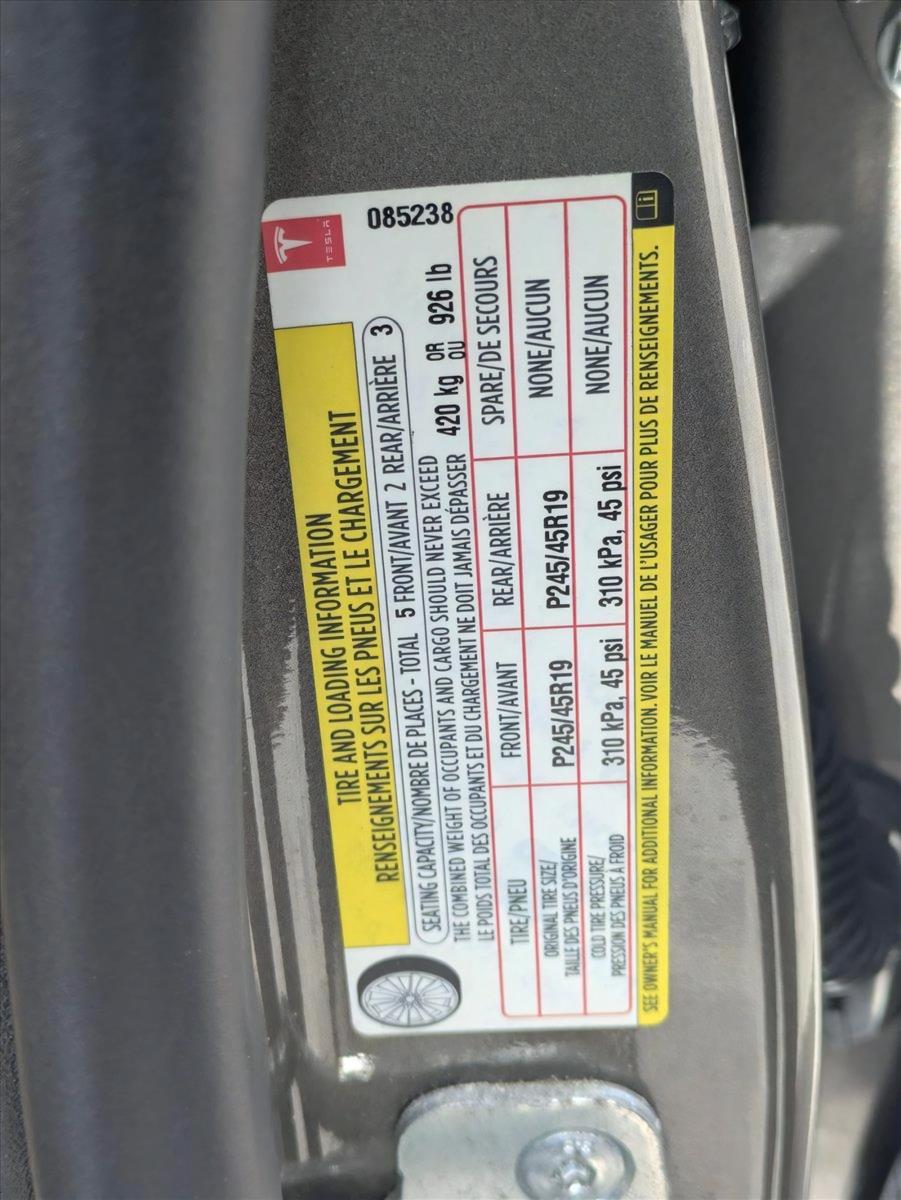 TESLA
085238
TIRE AND LOADING INFORMATION
RENSEIGNEMENTS SUR LES PNEUS ET LE CHARGEMENT
SEATING CAPACITY/NOMBRE DE PLACES - TOTAL 5 FRONT/AVANT 2 REAR/ARRIÈRE 3
THE COMBINED WEIGHT OF OCCUPANTS AND CARGO SHOULD NEVER EXCEED
LE POIDS TOTAL DES OCCUPANTS ET DU CHARGEMENT NE DOIT JAMAIS DÉPASSER
420 kg OR OU 926 lb
TIRE/PNEU FRONT/AVANT REAR/ARRIÈRE SPARE/DE SECOURS
ORIGINAL TIRE SIZE/
TAILLE DES PNEUS D'ORIGINE
P245/45R19 P245/45R19 NONE/AUCUN
COLD TIRE PRESSURE/
PRESSION DES PNEUS À FROID
310 kPa, 45 psi 310 kPa, 45 psi NONE/AUCUN
SEE OWNER'S MANUAL FOR ADDITIONAL INFORMATION. VOIR LE MANUEL DE L'USAGER POUR PLUS DE RENSEIGNEMENTS.